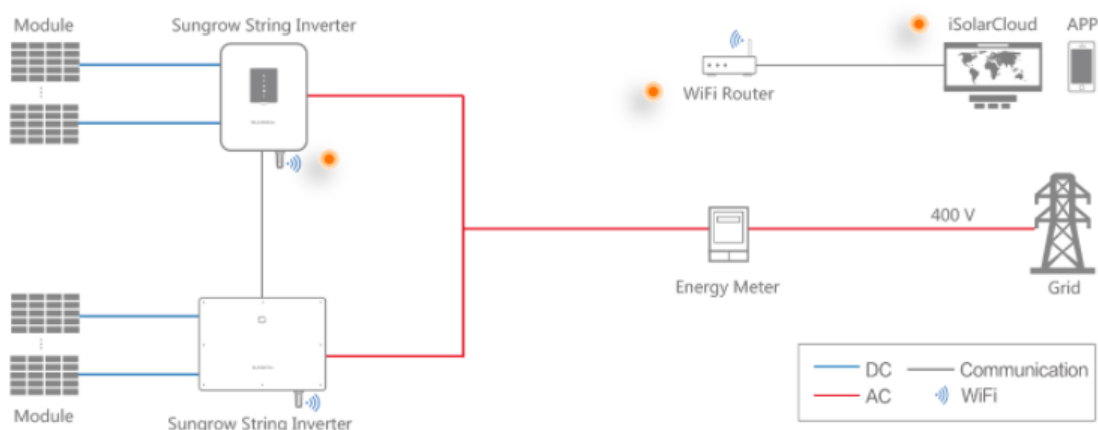 Module
Sungrow String Inverter
iSolarCloud
APP
WiFi Router
400 V
Energy Meter
Grid
DC
Communication
AC
WiFi
Module
Sungrow String Inverter